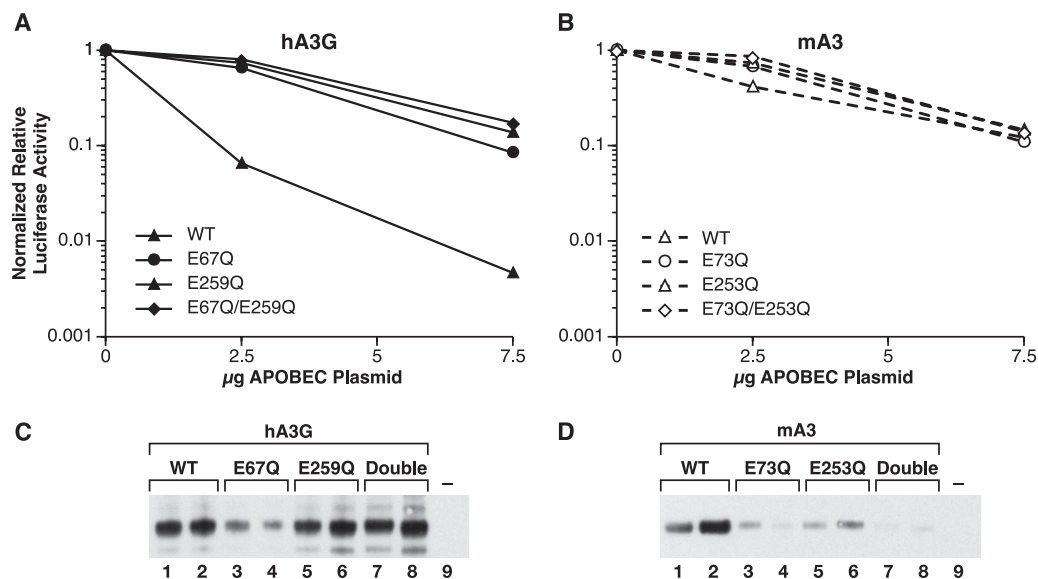 A
hA3G
Normalized Relative
Luciferase Activity
1
0.1
0.01
0.001
WT
E67Q
E259Q
E67Q/E259Q
0
2.5
5
7.5
µg APOBEC Plasmid
B
mA3
1
0.1
0.01
0.001
WT
E73Q
E253Q
E73Q/E253Q
0
2.5
5
7.5
µg APOBEC Plasmid
C
hA3G
WT E67Q E259Q Double –
1 2 3 4 5 6 7 8 9
D
mA3
WT E73Q E253Q Double –
1 2 3 4 5 6 7 8 9